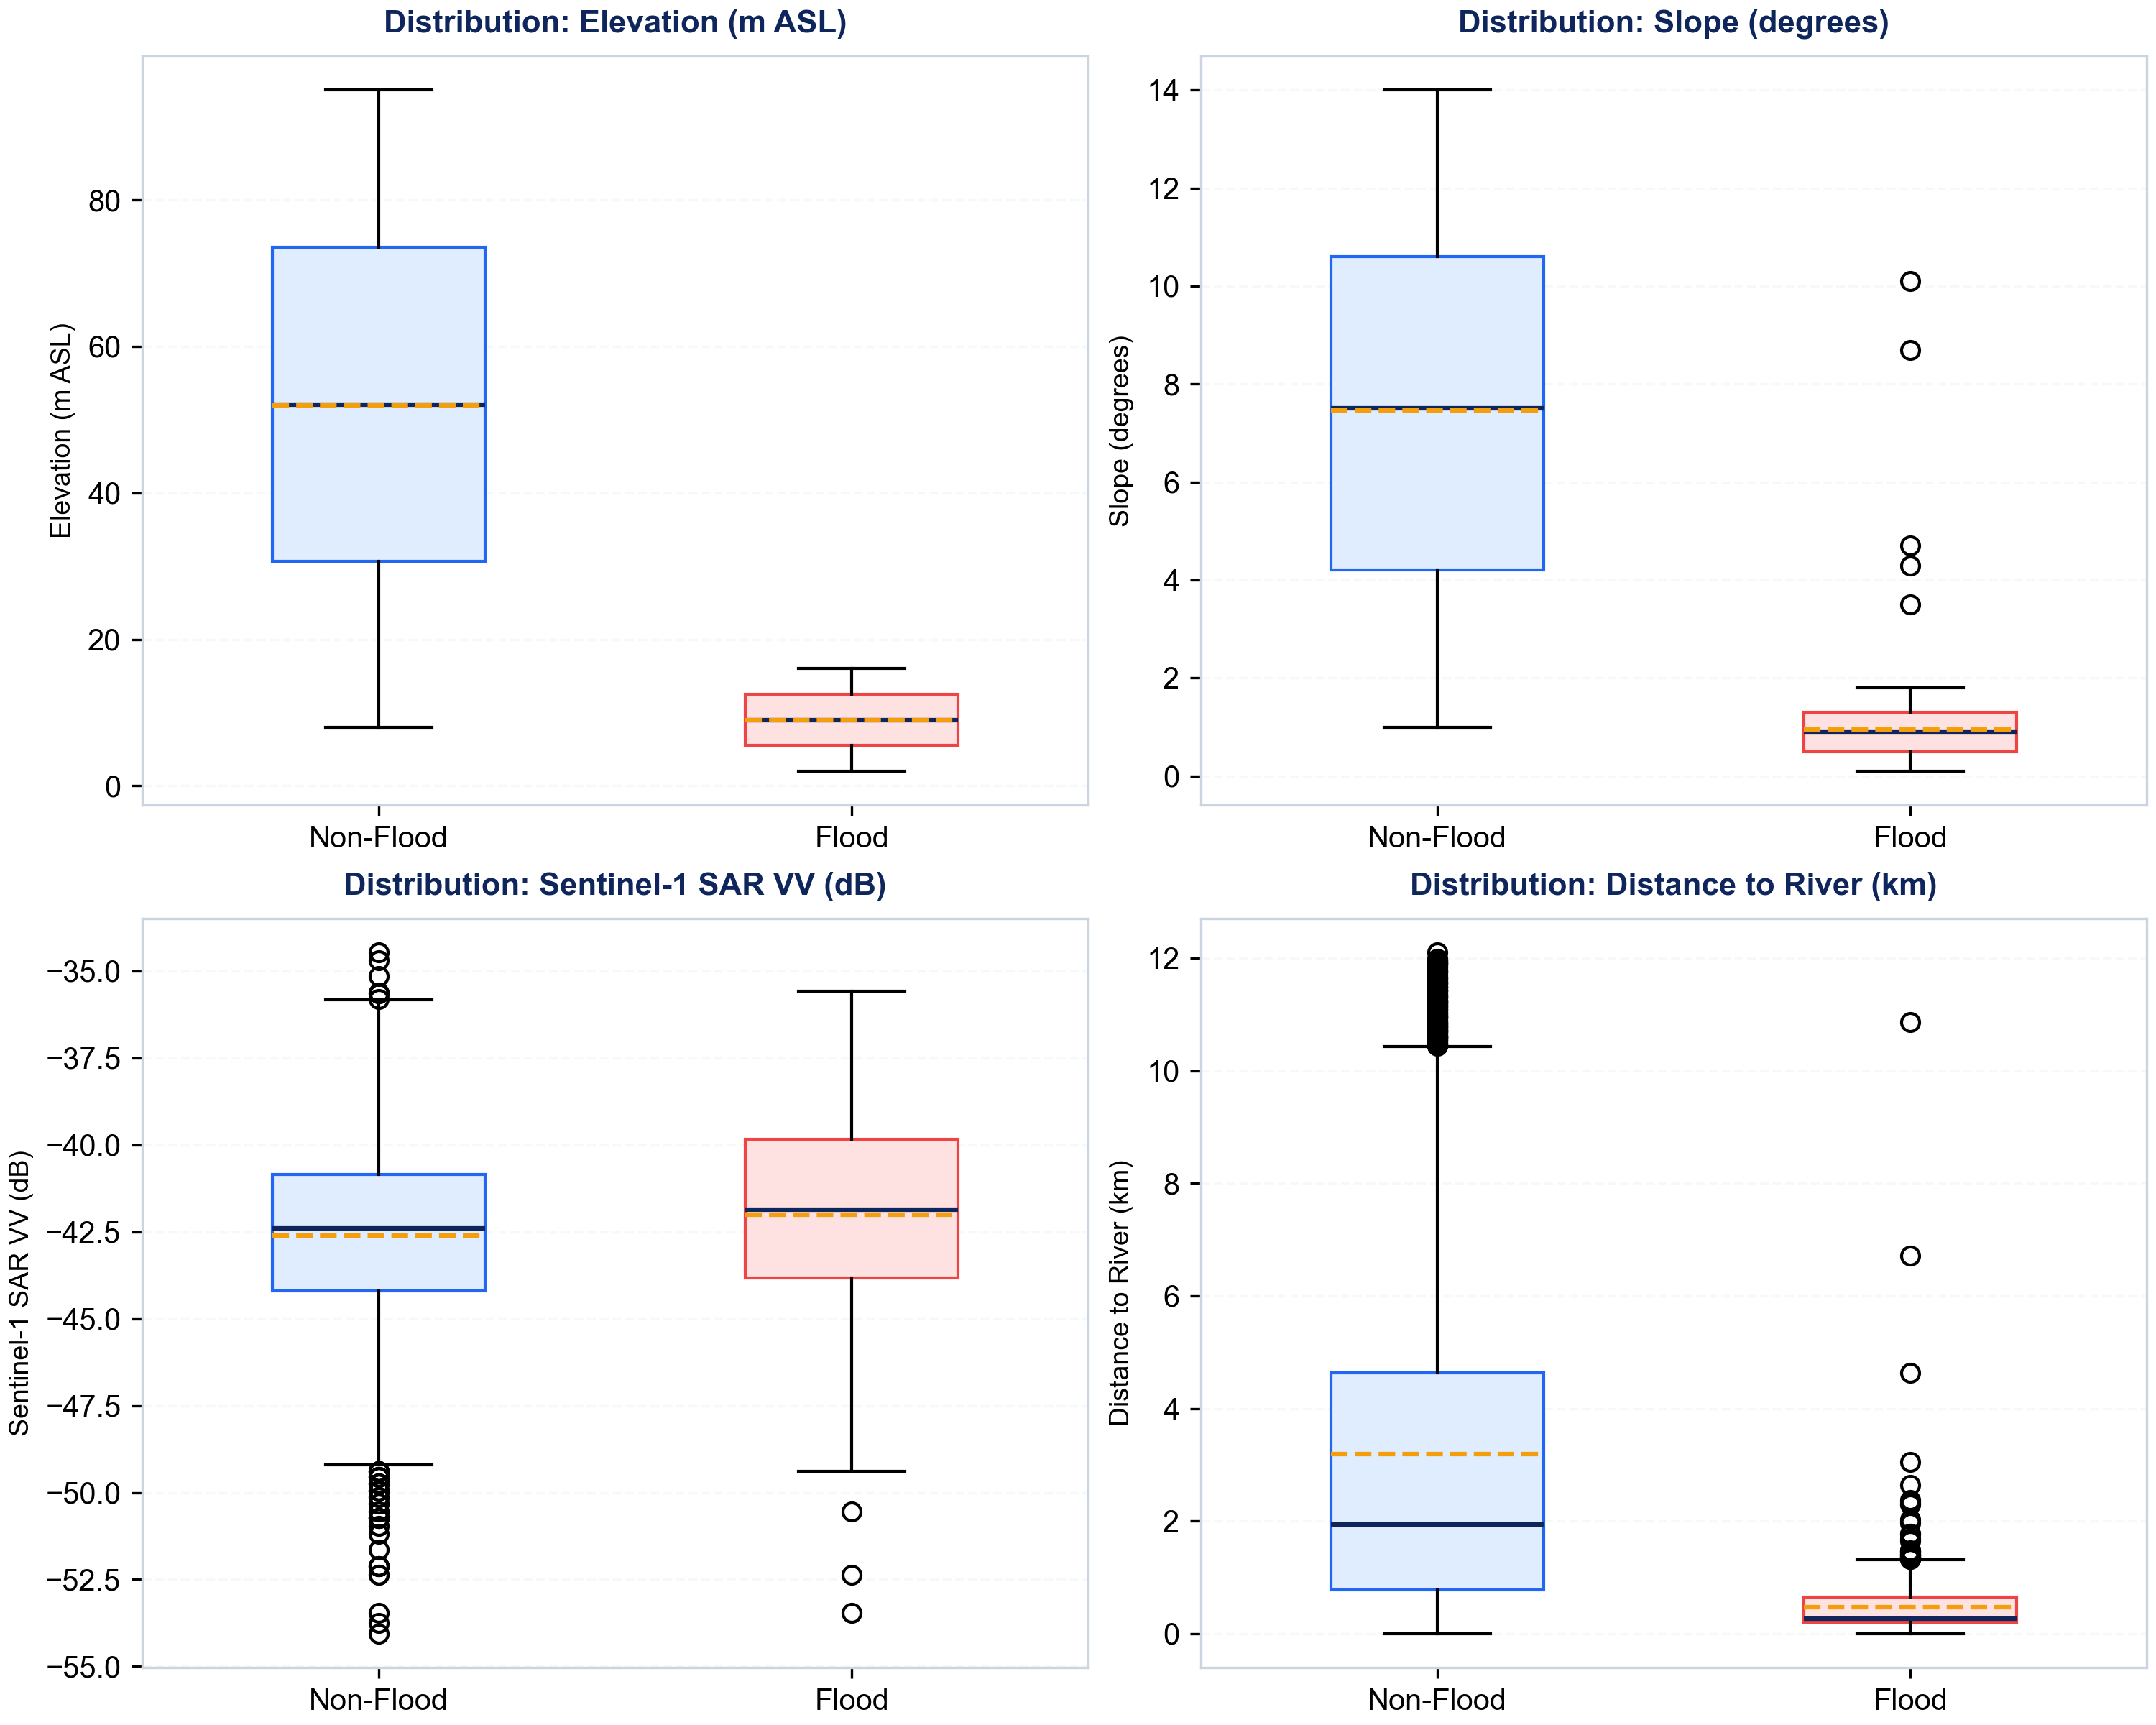 Distribution: Elevation (m ASL)
Elevation (m ASL)
80
60
40
20
0
Non-Flood
Flood
Distribution: Slope (degrees)
Slope (degrees)
14
12
10
8
6
4
2
0
Non-Flood
Flood
Distribution: Sentinel-1 SAR VV (dB)
Sentinel-1 SAR VV (dB)
−35.0
−37.5
−40.0
−42.5
−45.0
−47.5
−50.0
−52.5
−55.0
Non-Flood
Flood
Distribution: Distance to River (km)
Distance to River (km)
12
10
8
6
4
2
0
Non-Flood
Flood